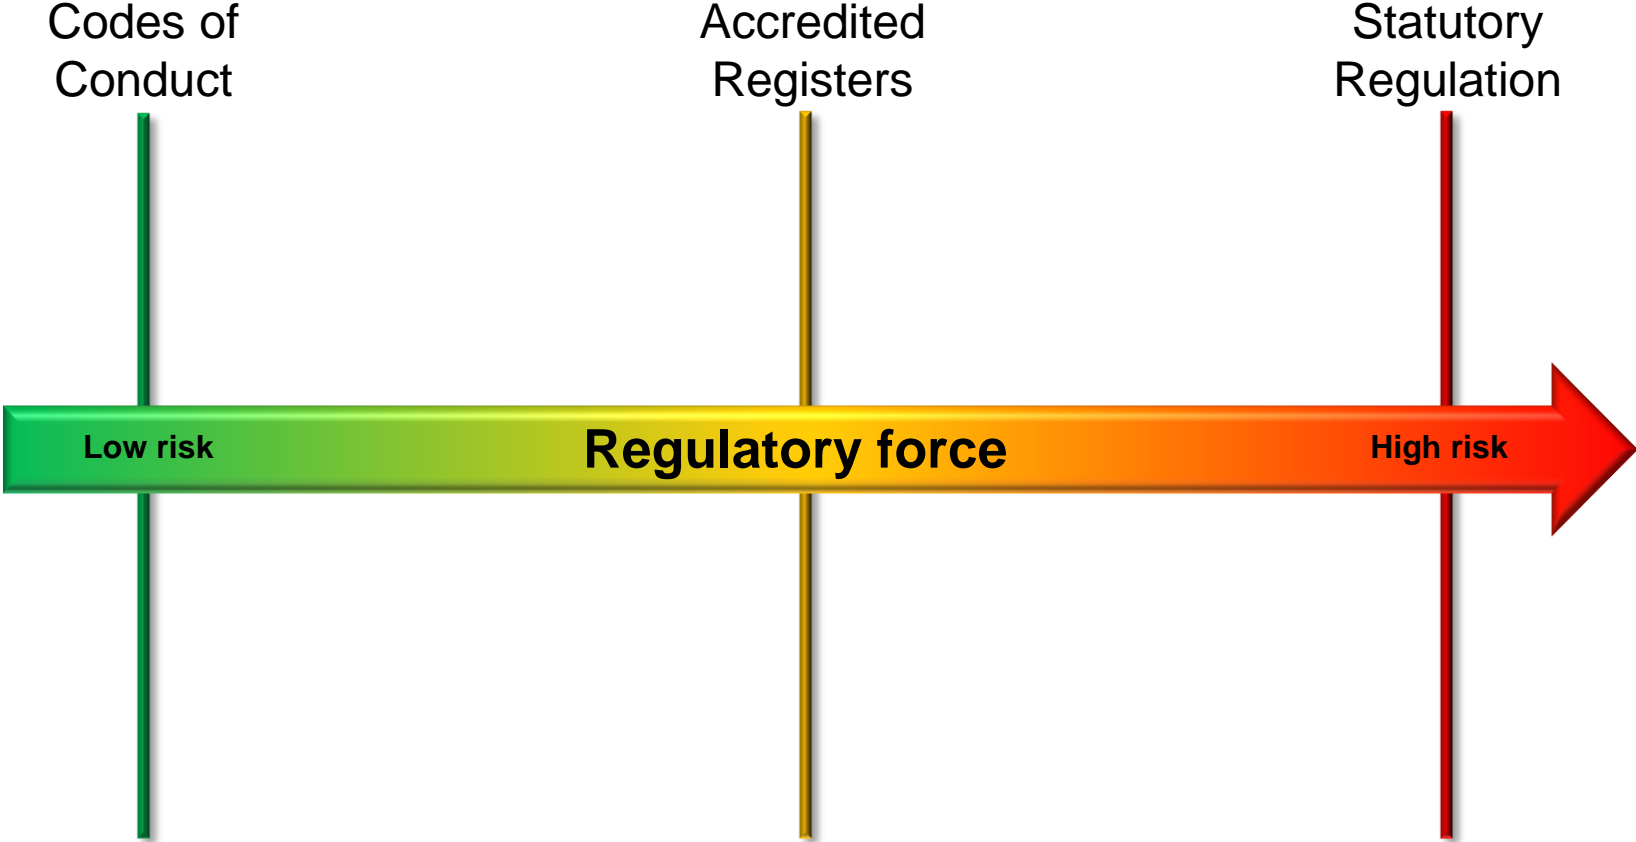 Codes of
Conduct
Accredited
Registers
Statutory
Regulation
Low risk
Regulatory force
High risk